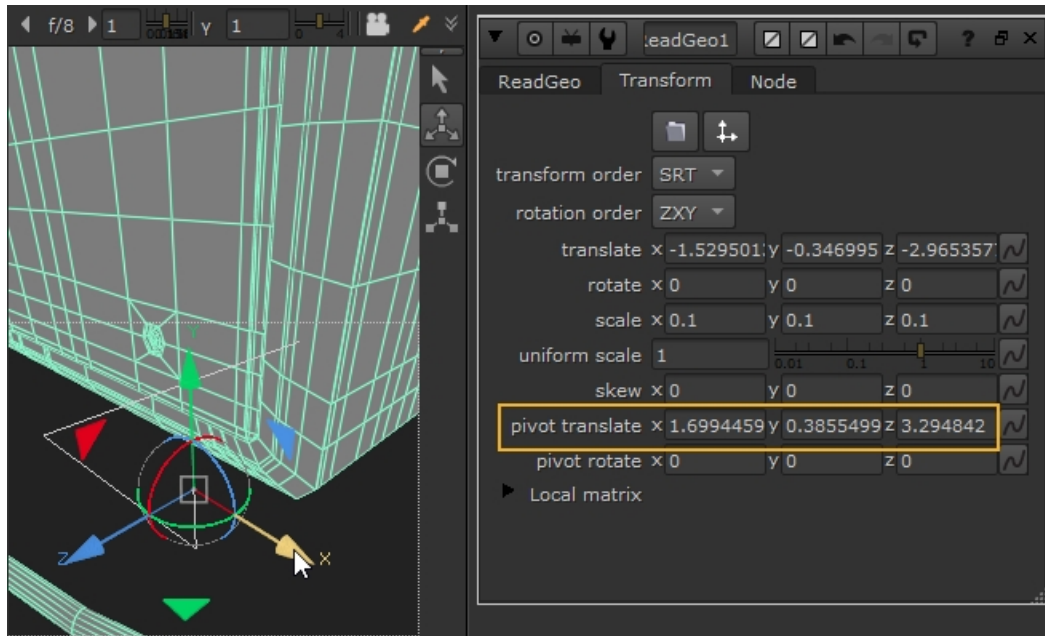 f/8 1 y 1 0 4
ReadGeo1 ? ×
ReadGeo Transform Node
transform order SRT
rotation order ZXY
translate x -1.529501 y -0.346995 z -2.965357
rotate x 0 y 0 z 0
scale x 0.1 y 0.1 z 0.1
uniform scale 1 0.01 0.1 10
skew x 0 y 0 z 0
pivot translate x 1.6994459 y 0.3855499 z 3.294842
pivot rotate x 0 y 0 z 0
Local matrix
Y
Z X